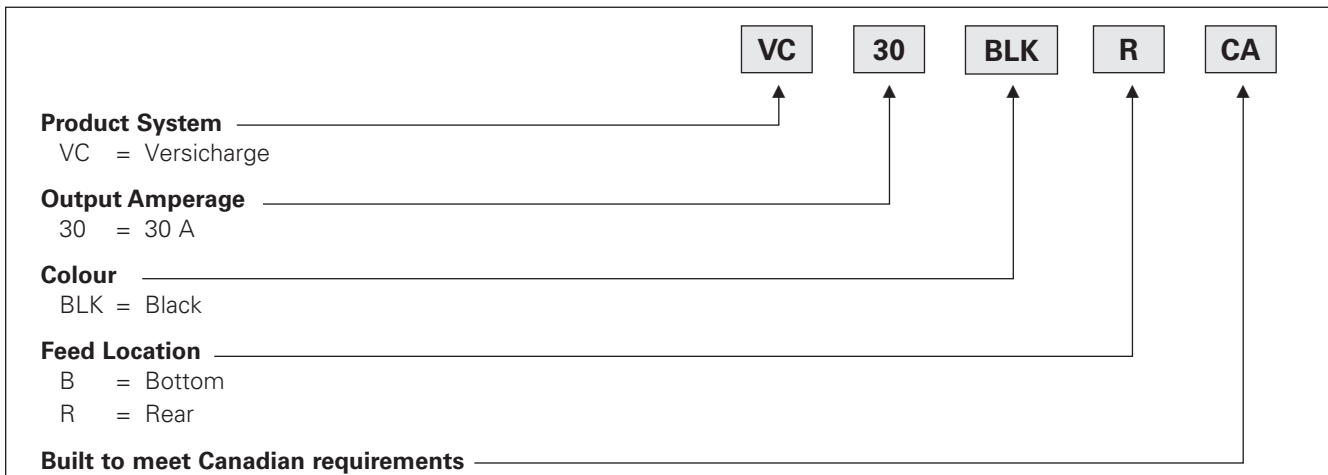 VC 30 BLK R CA
Product System
VC = Versicharge
Output Amperage
30 = 30 A
Colour
BLK = Black
Feed Location
B = Bottom
R = Rear
Built to meet Canadian requirements